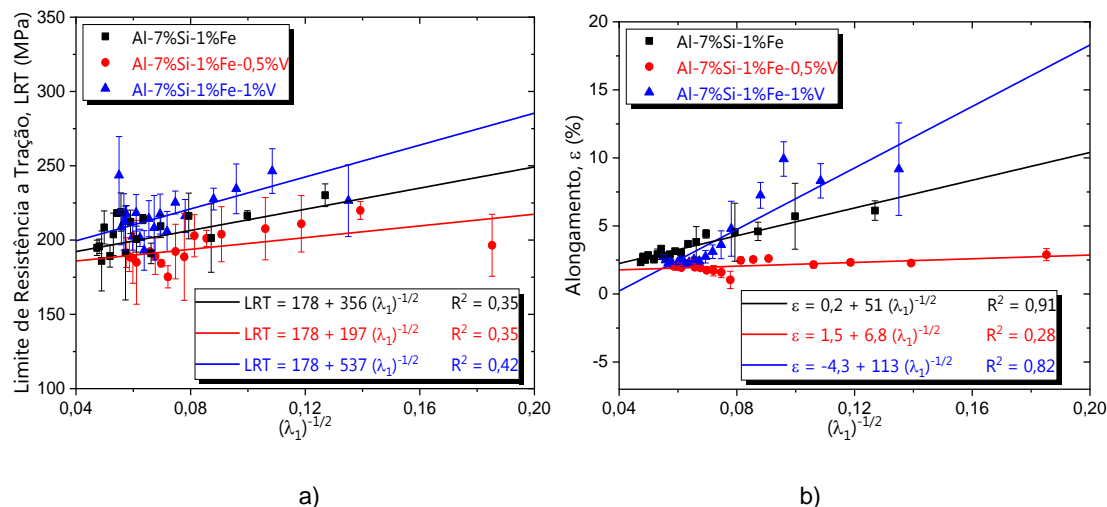 350
300
250
200
150
100
Limite de Resistência a Tração, LRT (MPa)
Al-7%Si-1%Fe
Al-7%Si-1%Fe-0,5%V
Al-7%Si-1%Fe-1%V
LRT = 178 + 356 (λ1)-1/2 R2 = 0,35
LRT = 178 + 197 (λ1)-1/2 R2 = 0,35
LRT = 178 + 537 (λ1)-1/2 R2 = 0,42
0,04 0,08 0,12 0,16 0,20
(λ1)-1/2
a)
20
15
10
5
0
-5
Alongamento, ε (%)
Al-7%Si-1%Fe
Al-7%Si-1%Fe-0,5%V
Al-7%Si-1%Fe-1%V
ε = 0,2 + 51 (λ1)-1/2 R2 = 0,91
ε = 1,5 + 6,8 (λ1)-1/2 R2 = 0,28
ε = -4,3 + 113 (λ1)-1/2 R2 = 0,82
0,04 0,08 0,12 0,16 0,20
(λ1)-1/2
b)